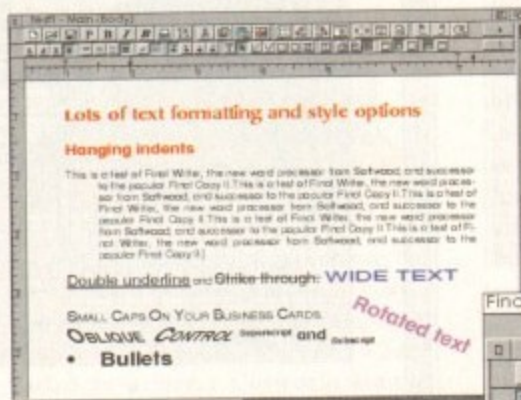 Main - Body
Lots of text formatting and style options
Hanging indents
This is a test of Final Writer, the new word processor from Softwood, and successor
to the popular Final Copy II. This is a test of Final Writer, the new word proces-
sor from Softwood, and successor to the popular Final Copy II. This is a test of
Final Writer, the new word processor from Softwood, and successor to the
popular Final Copy II. This is a test of Final Writer, the new word processor
from Softwood, and successor to the popular Final Copy II. This is a test of Fi-
nal Writer, the new word processor from Softwood, and successor to the
popular Final Copy II.
Double underline and Strike through: WIDE TEXT
SMALL CAPS ON YOUR BUSINESS CARDS.
OBLIQUE CONTROL Superscript and Subscript
Rotated text
• Bullets